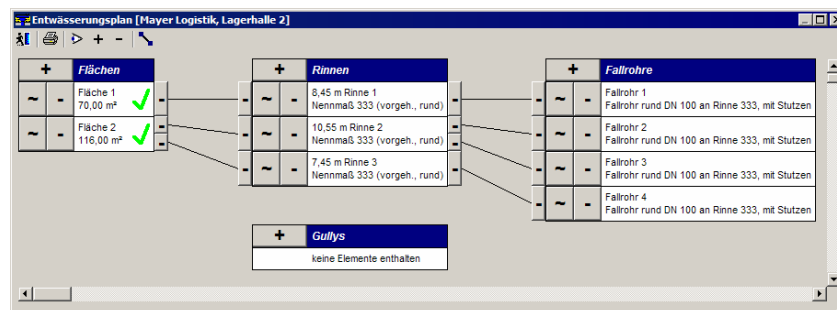 Entwässerungsplan [Mayer Logistik, Lagerhalle 2]
+ Flächen
~ - Fläche 1
70,00 m² -
~ - Fläche 2
116,00 m² - -
+ Rinnen
- ~ - 8,45 m Rinne 1
Nennmaß 333 (vorgeh., rund) -
- ~ - 10,55 m Rinne 2
Nennmaß 333 (vorgeh., rund) - -
- ~ - 7,45 m Rinne 3
Nennmaß 333 (vorgeh., rund) -
+ Gullys
keine Elemente enthalten
+ Fallrohre
- ~ - Fallrohr 1
Fallrohr rund DN 100 an Rinne 333, mit Stutzen
- ~ - Fallrohr 2
Fallrohr rund DN 100 an Rinne 333, mit Stutzen
- ~ - Fallrohr 3
Fallrohr rund DN 100 an Rinne 333, mit Stutzen
- ~ - Fallrohr 4
Fallrohr rund DN 100 an Rinne 333, mit Stutzen